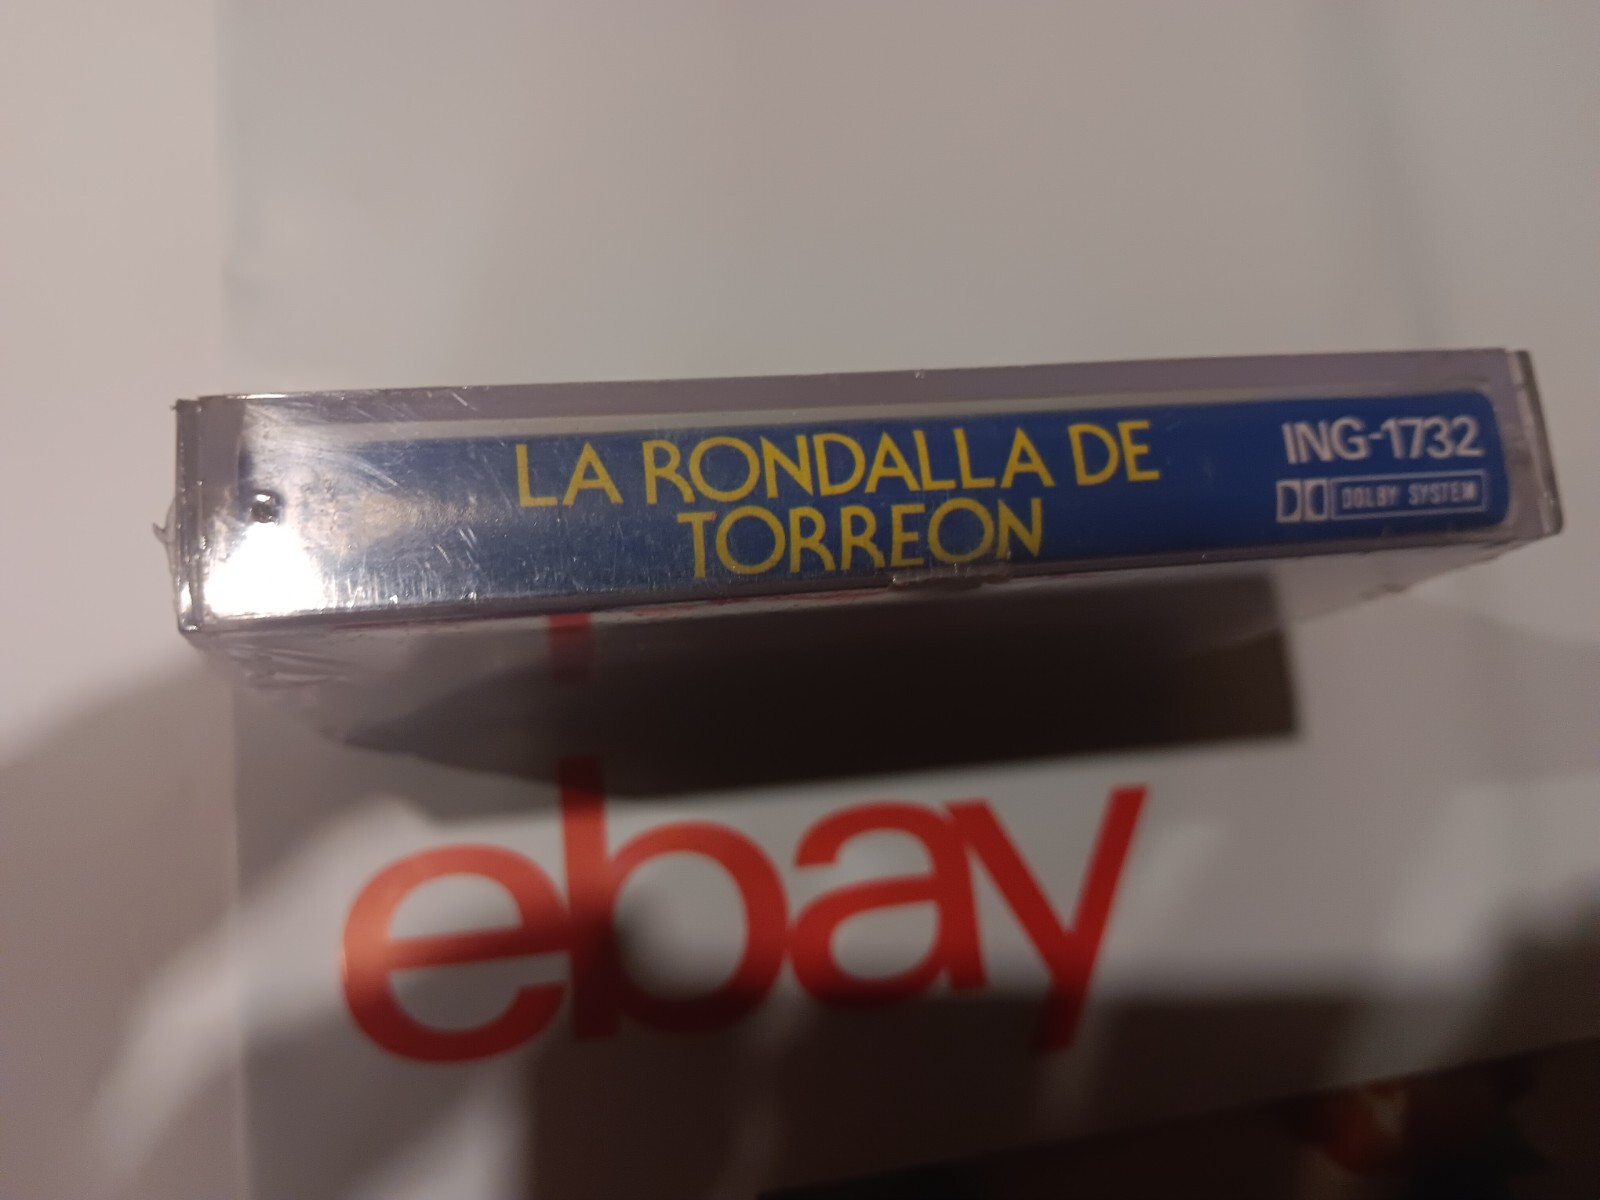 LA RONDALLA DE
TORREON
ING-1732
DOLBY SYSTEM
ebay